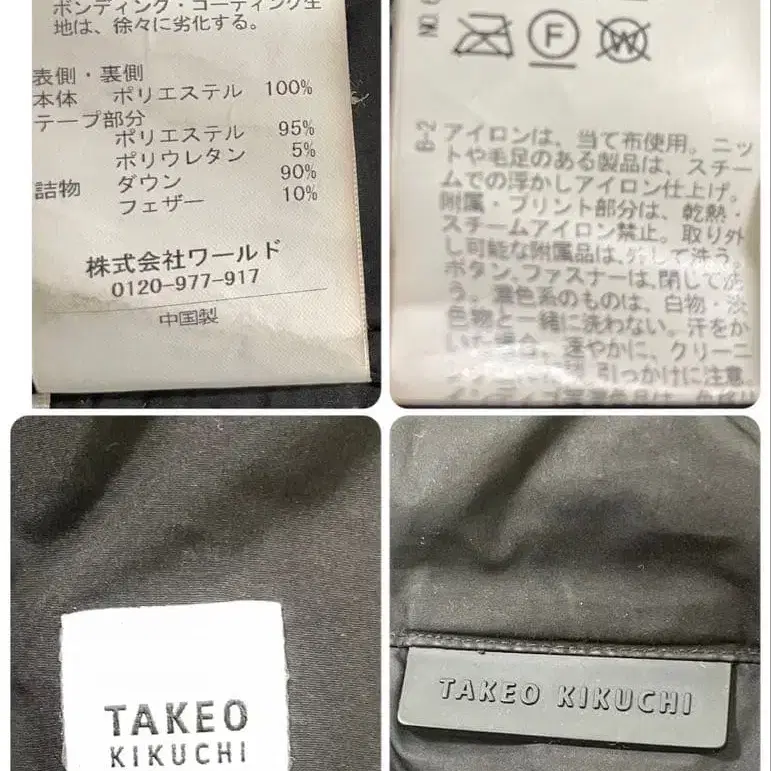 ボンディング・コーティング生
地は、徐々に劣化する。
表側・裏側
本体 ポリエステル 100%
テープ部分
ポリエステル 95%
ポリウレタン 5%
詰物 ダウン 90%
フェザー 10%
株式会社ワールド
0120-977-917
中国製
NO.
F W
B-2
アイロンは、当て布使用。ニッ
トや毛足のある製品は、スチー
ムでの浮かしアイロン仕上げ。
附属・プリント部分は、乾熱・
スチームアイロン禁止。取り外
し可能な附属品は、外して洗う。
ボタン、ファスナーは、閉じて洗
う。濃色系のものは、白物・淡
色物と一緒に洗わない。汗をか
いた場合、速やかに、クリーニ
引っかけに注意。
TAKEO
KIKUCHI
TAKEO KIKUCHI